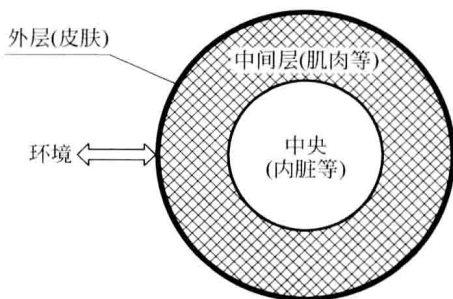 外层(皮肤)
中间层(肌肉等)
环境
中央
(内脏等)